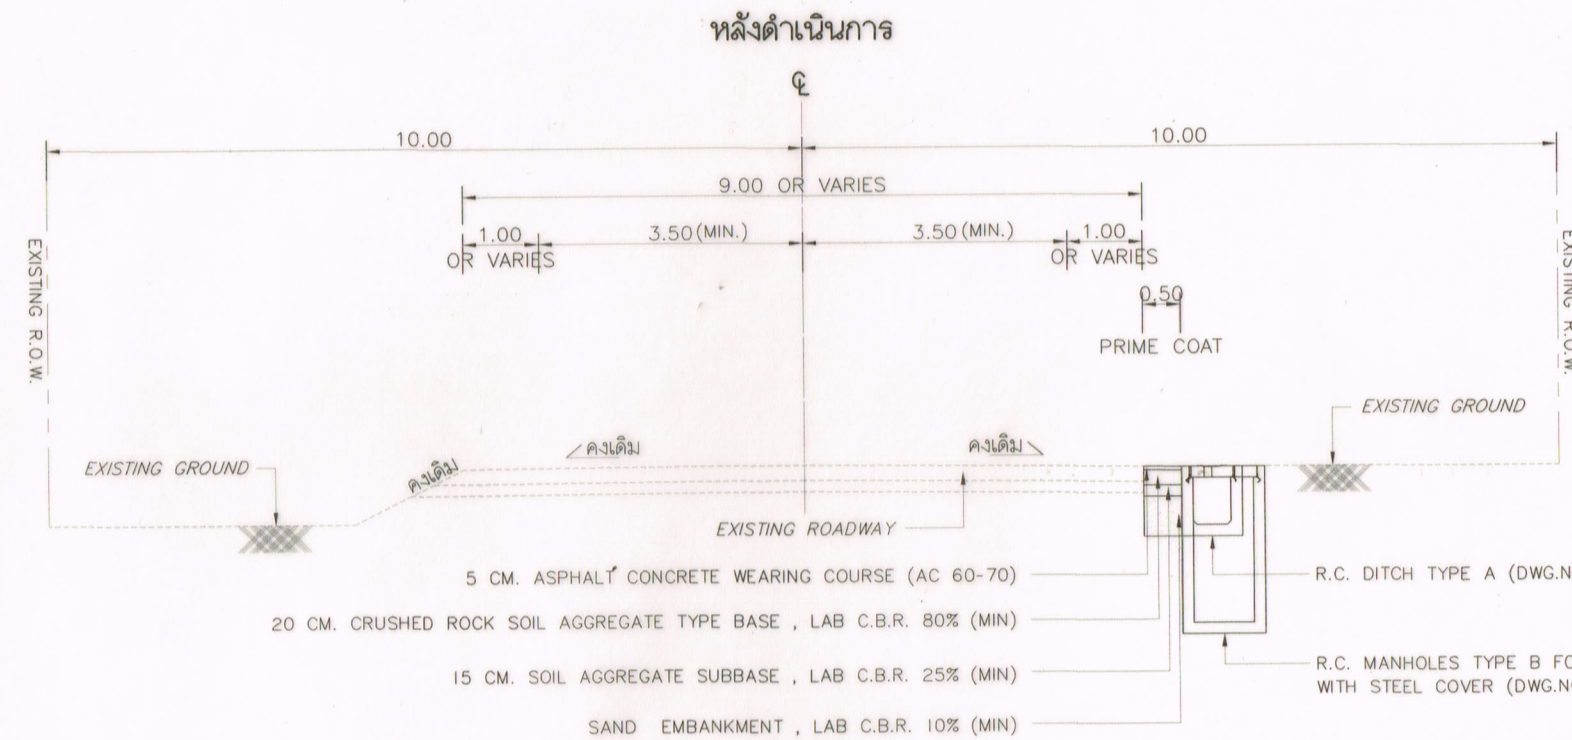 หลังดำเนินการ
℄
10.00
10.00
9.00 OR VARIES
1.00
OR VARIES
3.50 (MIN.)
3.50 (MIN.)
1.00
OR VARIES
0.50
PRIME COAT
EXISTING R.O.W.
EXISTING R.O.W.
EXISTING GROUND
EXISTING GROUND
คงเดิม
คงเดิม
คงเดิม
EXISTING ROADWAY
5 CM. ASPHALT CONCRETE WEARING COURSE (AC 60-70)
20 CM. CRUSHED ROCK SOIL AGGREGATE TYPE BASE , LAB C.B.R. 80% (MIN)
15 CM. SOIL AGGREGATE SUBBASE , LAB C.B.R. 25% (MIN)
SAND EMBANKMENT , LAB C.B.R. 10% (MIN)
R.C. DITCH TYPE A (DWG.N
R.C. MANHOLES TYPE B FO
WITH STEEL COVER (DWG.N